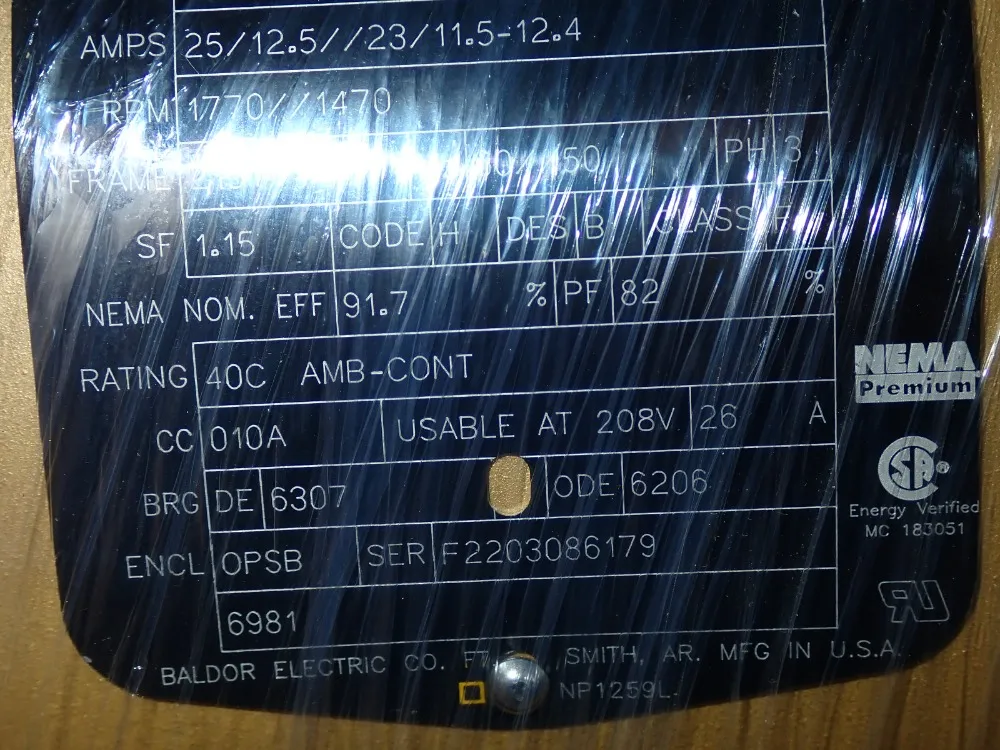 AMPS 25/12.5//23/11.5-12.4
RPM 1770//1470
FRAME PH 3
SF 1.15 CODE H DES B CLASS F
NEMA NOM. EFF 91.7 % PF 82 %
RATING 40C AMB-CONT
NEMA
Premium
CC 010A USABLE AT 208V 26 A
BRG DE 6307 ODE 6206
SA®
Energy Verified
MC 183051
ENCL OPSB SER F2203086179
6981
BALDOR ELECTRIC CO. SMITH, AR. MFG IN U.S.A.
NP1259L